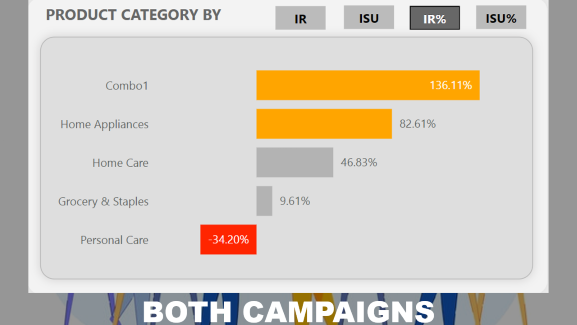 PRODUCT CATEGORY BY IR ISU IR% ISU%
Combo1 136.11%
Home Appliances 82.61%
Home Care 46.83%
Grocery & Staples 9.61%
Personal Care -34.20%
BOTH CAMPAIGNS